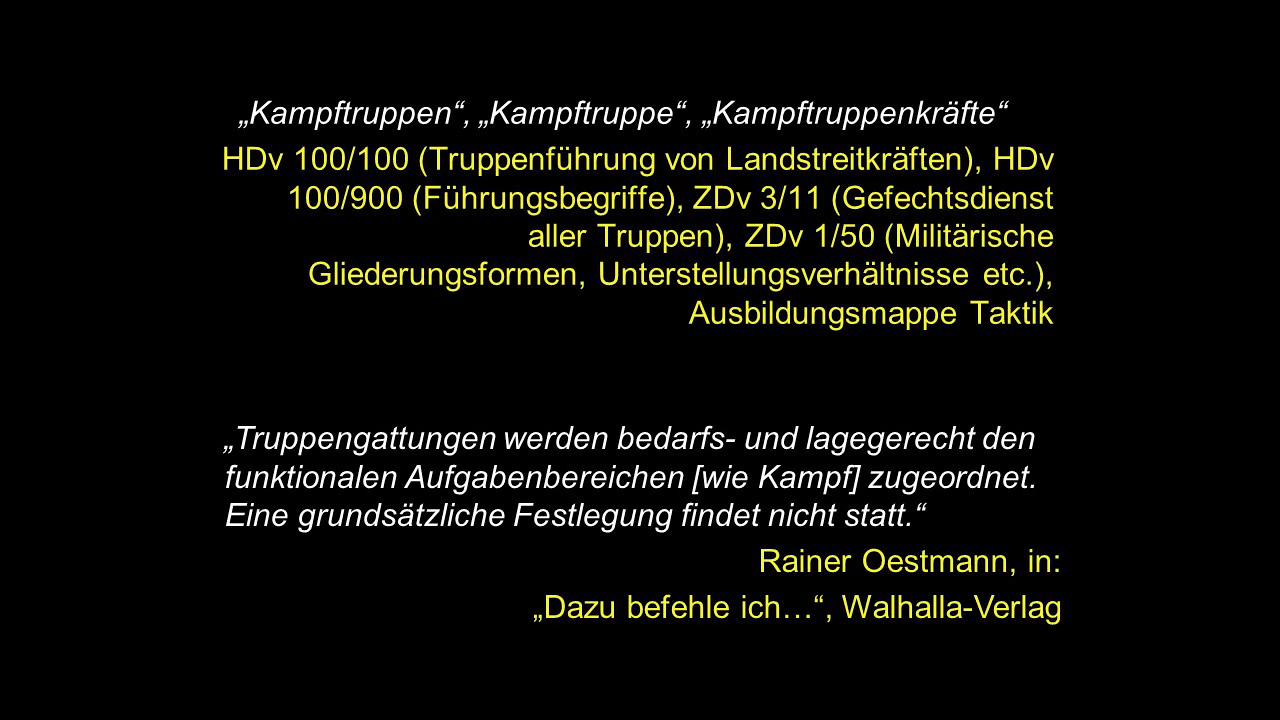 „Kampftruppen“, „Kampftruppe“, „Kampftruppenkräfte“
HDv 100/100 (Truppenführung von Landstreitkräften), HDv
100/900 (Führungsbegriffe), ZDv 3/11 (Gefechtsdienst
aller Truppen), ZDv 1/50 (Militärische
Gliederungsformen, Unterstellungsverhältnisse etc.),
Ausbildungsmappe Taktik
„Truppengattungen werden bedarfs- und lagegerecht den
funktionalen Aufgabenbereichen [wie Kampf] zugeordnet.
Eine grundsätzliche Festlegung findet nicht statt.“
Rainer Oestmann, in:
„Dazu befehle ich…“, Walhalla-Verlag